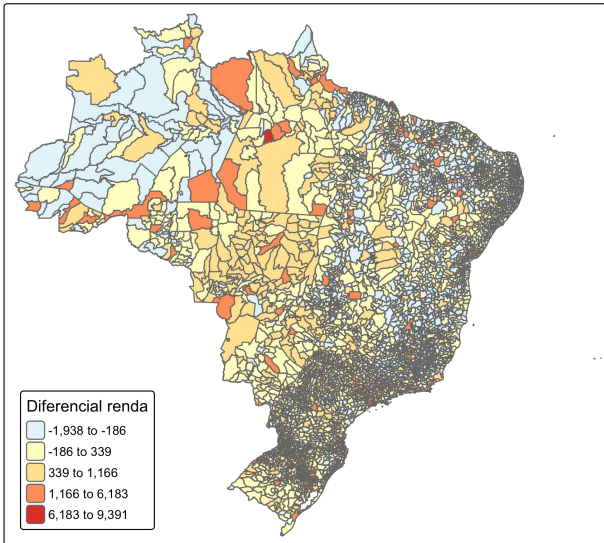 Diferencial renda
-1,938 to -186
-186 to 339
339 to 1,166
1,166 to 6,183
6,183 to 9,391